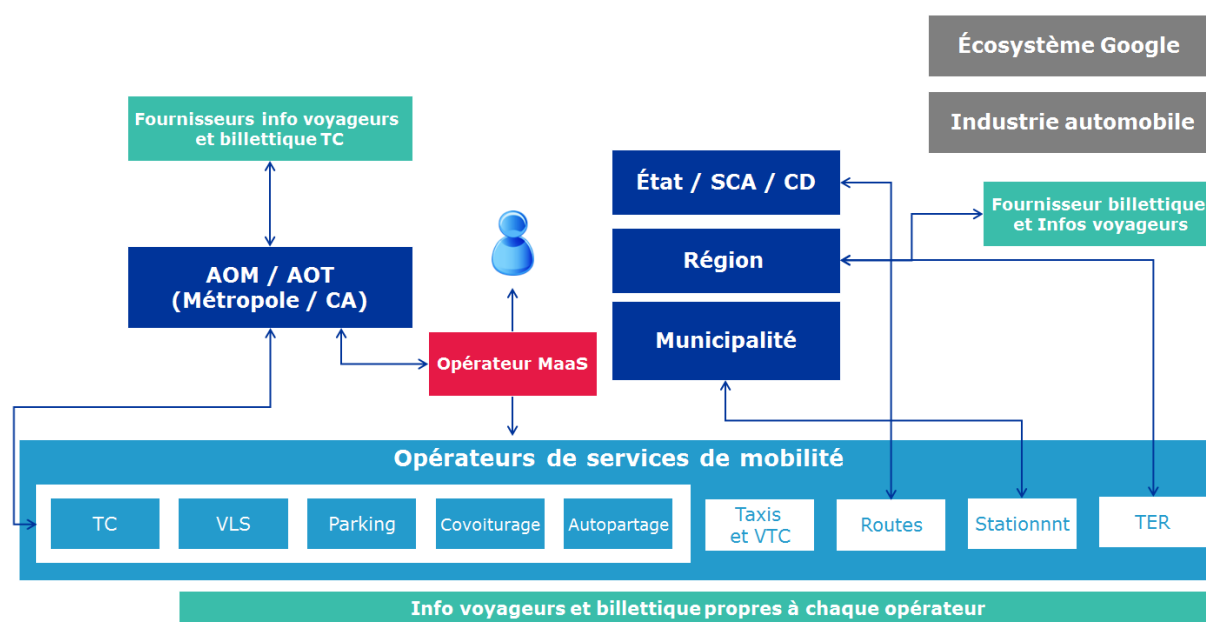 Écosystème Google
Industrie automobile
Fournisseurs info voyageurs
et billettique TC
État / SCA / CD
Fournisseur billettique
et Infos voyageurs
AOM / AOT
(Métropole / CA)
Région
Municipalité
Opérateur MaaS
Opérateurs de services de mobilité
TC
VLS
Parking
Covoiturage
Autopartage
Taxis
et VTC
Routes
Stationnnt
TER
Info voyageurs et billettique propres à chaque opérateur